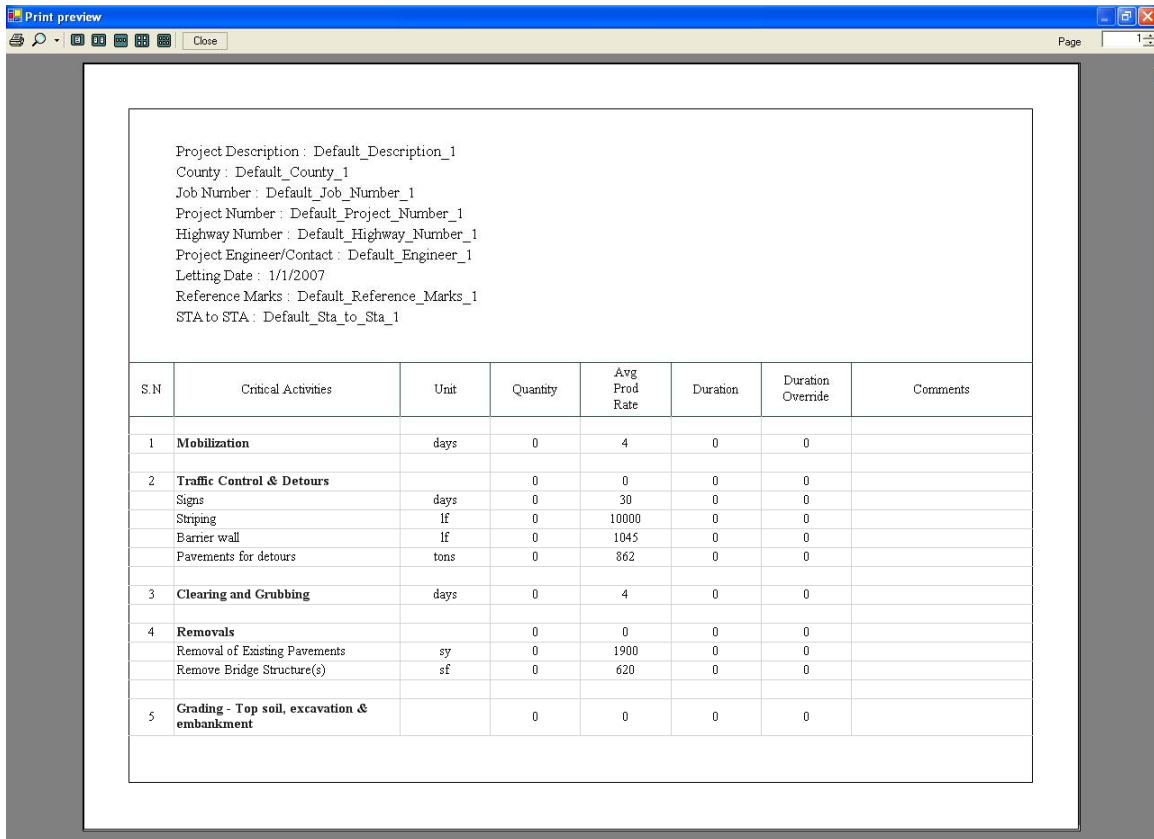 Print preview
Close
Page 1
Project Description : Default_Description_1
County : Default_County_1
Job Number : Default_Job_Number_1
Project Number : Default_Project_Number_1
Highway Number : Default_Highway_Number_1
Project Engineer/Contact : Default_Engineer_1
Letting Date : 1/1/2007
Reference Marks : Default_Reference_Marks_1
STA to STA : Default_Sta_to_Sta_1
S.N Critical Activities Unit Quantity Avg Prod Rate Duration Duration Override Comments
1 Mobilization days 0 4 0 0
2 Traffic Control & Detours 0 0 0 0
Signs days 0 30 0 0
Striping lf 0 10000 0 0
Barrier wall lf 0 1045 0 0
Pavements for detours tons 0 862 0 0
3 Clearing and Grubbing days 0 4 0 0
4 Removals 0 0 0 0
Removal of Existing Pavements sy 0 1900 0 0
Remove Bridge Structure(s) sf 0 620 0 0
5 Grading - Top soil, excavation & embankment 0 0 0 0